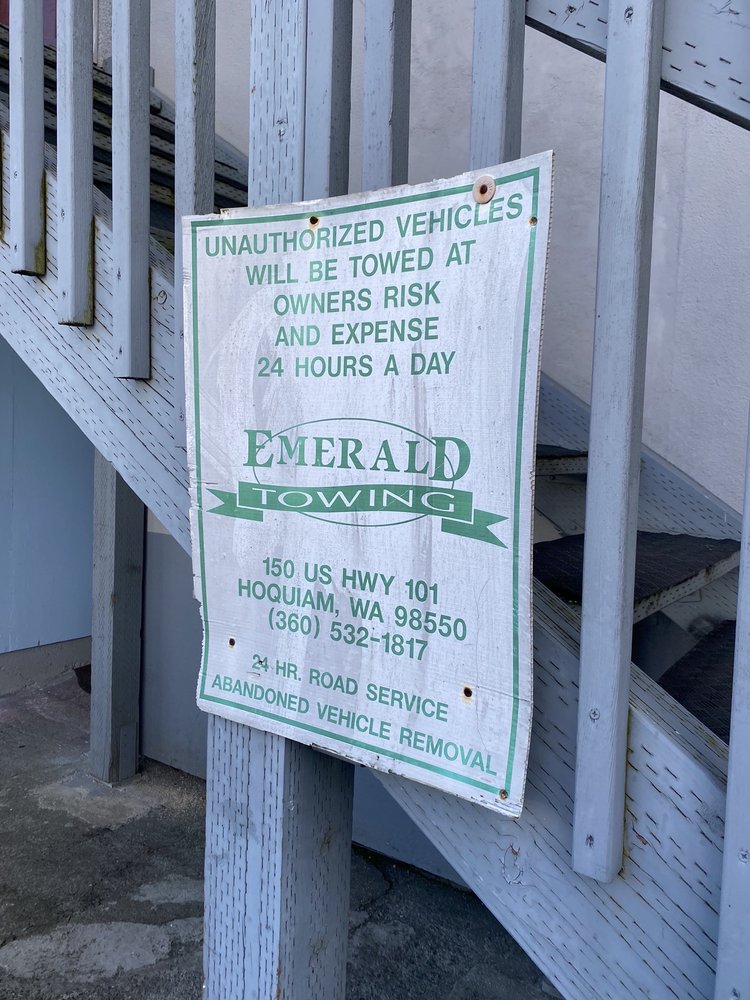 UNAUTHORIZED VEHICLES
WILL BE TOWED AT
OWNERS RISK
AND EXPENSE
24 HOURS A DAY
EMERALD
TOWING
150 US HWY 101
HOQUIAM, WA 98550
(360) 532-1817
24 HR. ROAD SERVICE
ABANDONED VEHICLE REMOVAL